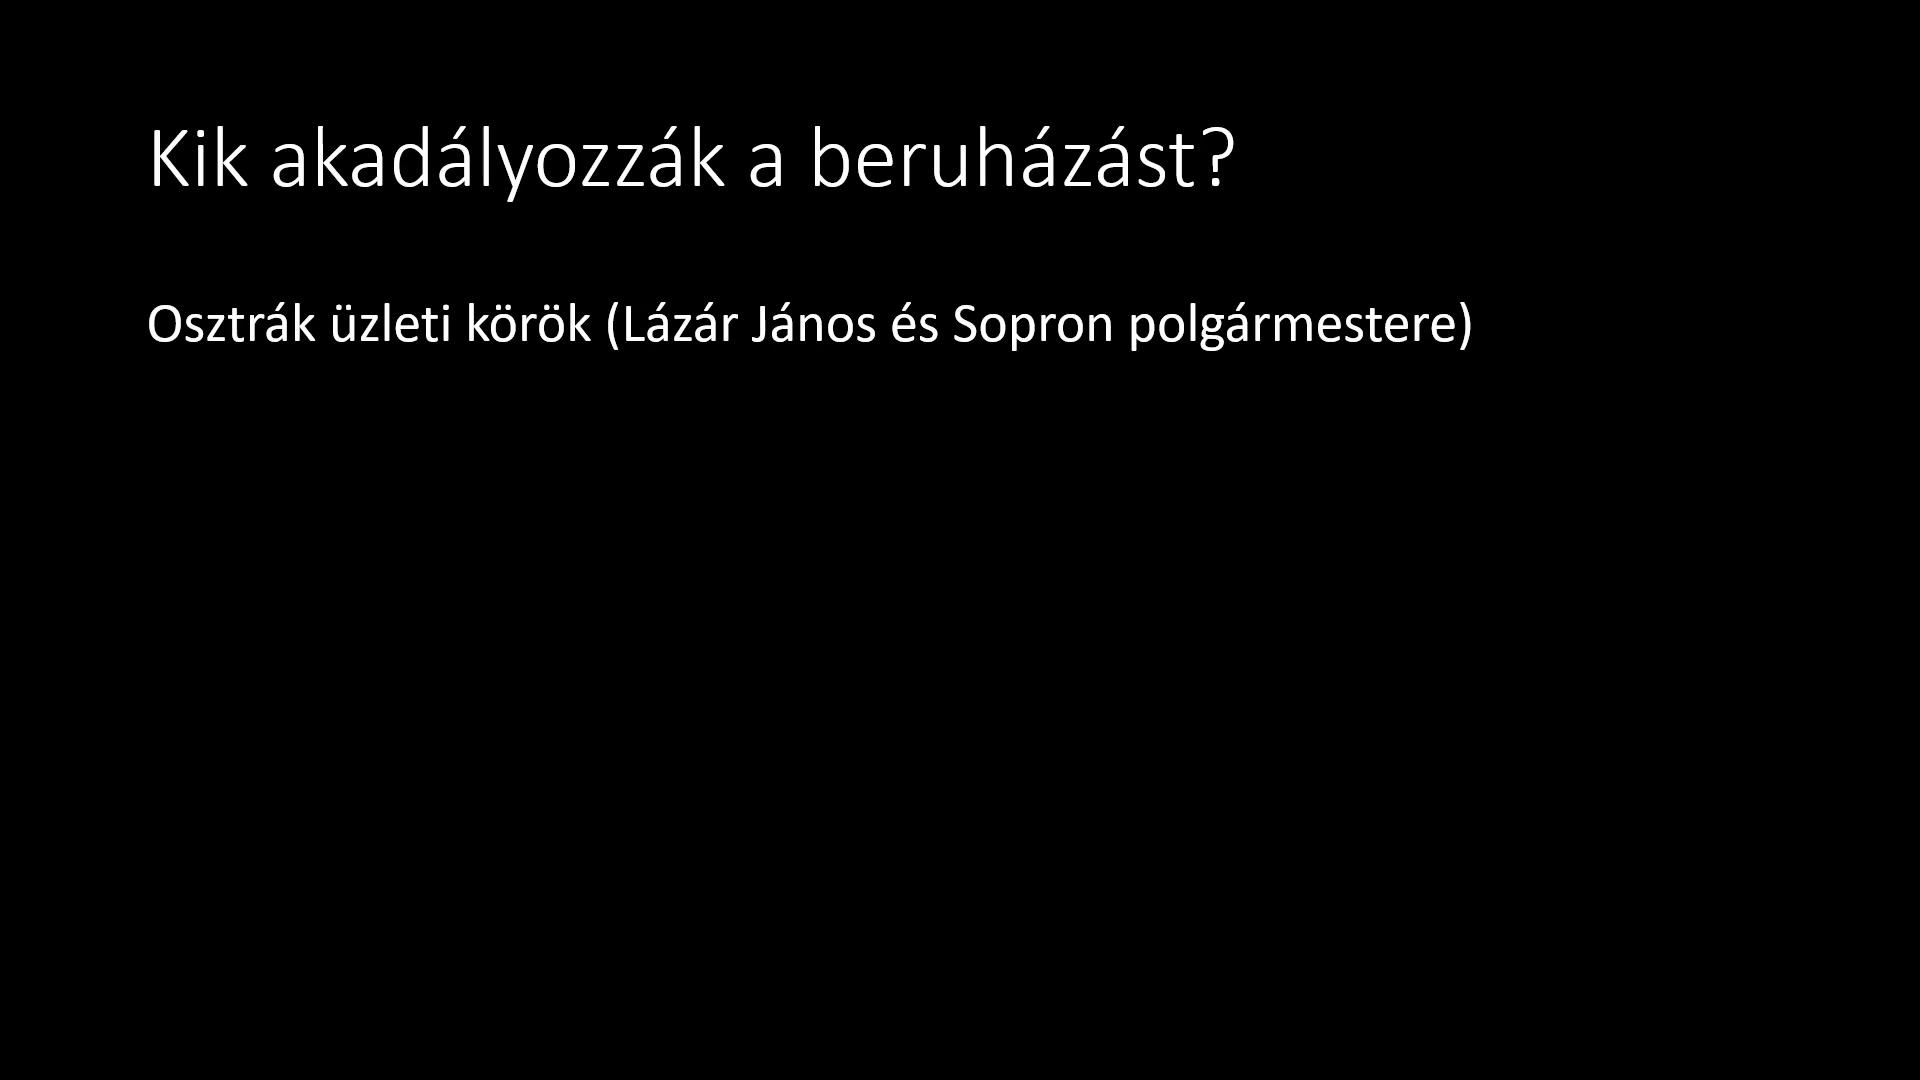 Kik akadályozzák a beruházást?
Osztrák üzleti körök (Lázár János és Sopron polgármestere)